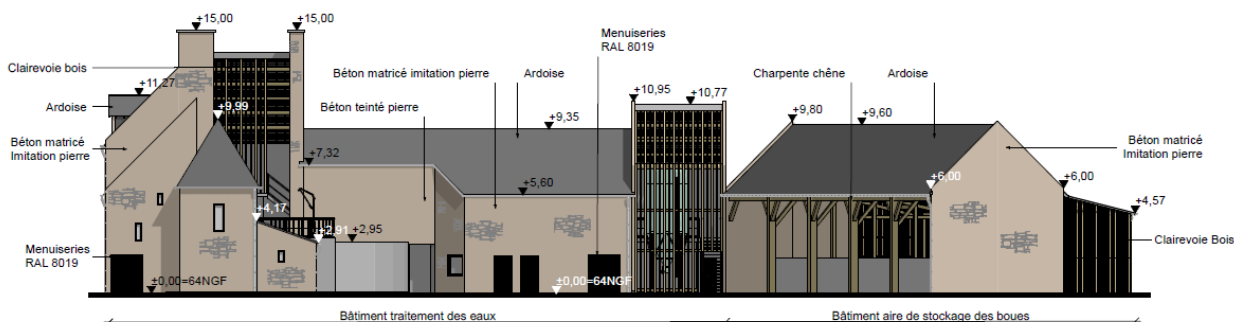 +15,00
+15,00
Menuiseries
RAL 8019
Clairevoie bois
Béton matricé imitation pierre
Ardoise
Charpente chêne
Ardoise
+11,27
+10,95
+10,77
Ardoise
+9,99
Béton teinté pierre
+9,35
+9,80
+9,60
Béton matricé
Imitation pierre
Béton matricé
Imitation pierre
+7,32
+5,60
+6,00
+6,00
+4,17
+4,57
+2,91
+2,95
Menuiseries
RAL 8019
Clairevoie Bois
±0,00=64NGF
±0,00=64NGF
Bâtiment traitement des eaux
Bâtiment aire de stockage des boues